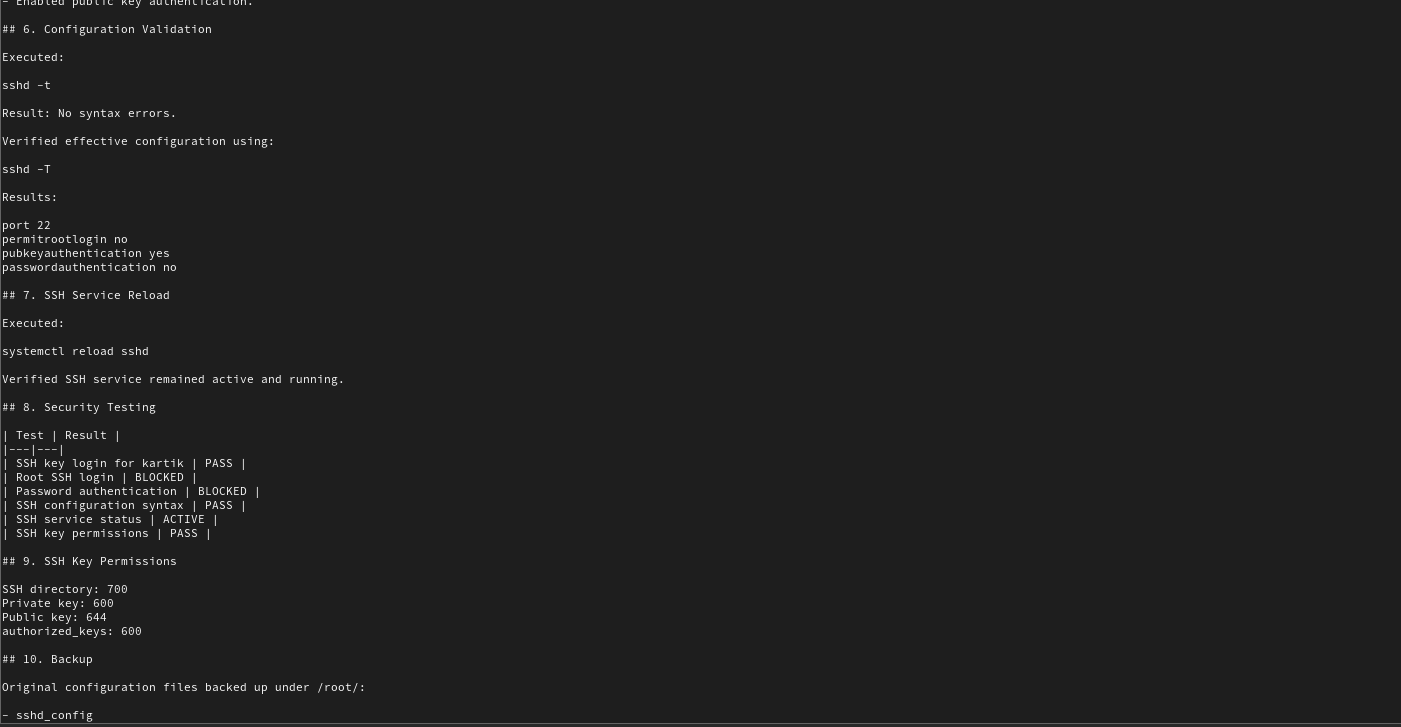 - Enabled public key authentication.
## 6. Configuration Validation
Executed:
sshd -t
Result: No syntax errors.
Verified effective configuration using:
sshd -T
Results:
port 22
permitrootlogin no
pubkeyauthentication yes
passwordauthentication no
## 7. SSH Service Reload
Executed:
systemctl reload sshd
Verified SSH service remained active and running.
## 8. Security Testing
| Test | Result |
|---|---|
| SSH key login for kartik | PASS |
| Root SSH login | BLOCKED |
| Password authentication | BLOCKED |
| SSH configuration syntax | PASS |
| SSH service status | ACTIVE |
| SSH key permissions | PASS |
## 9. SSH Key Permissions
SSH directory: 700
Private key: 600
Public key: 644
authorized_keys: 600
## 10. Backup
Original configuration files backed up under /root/:
- sshd_config